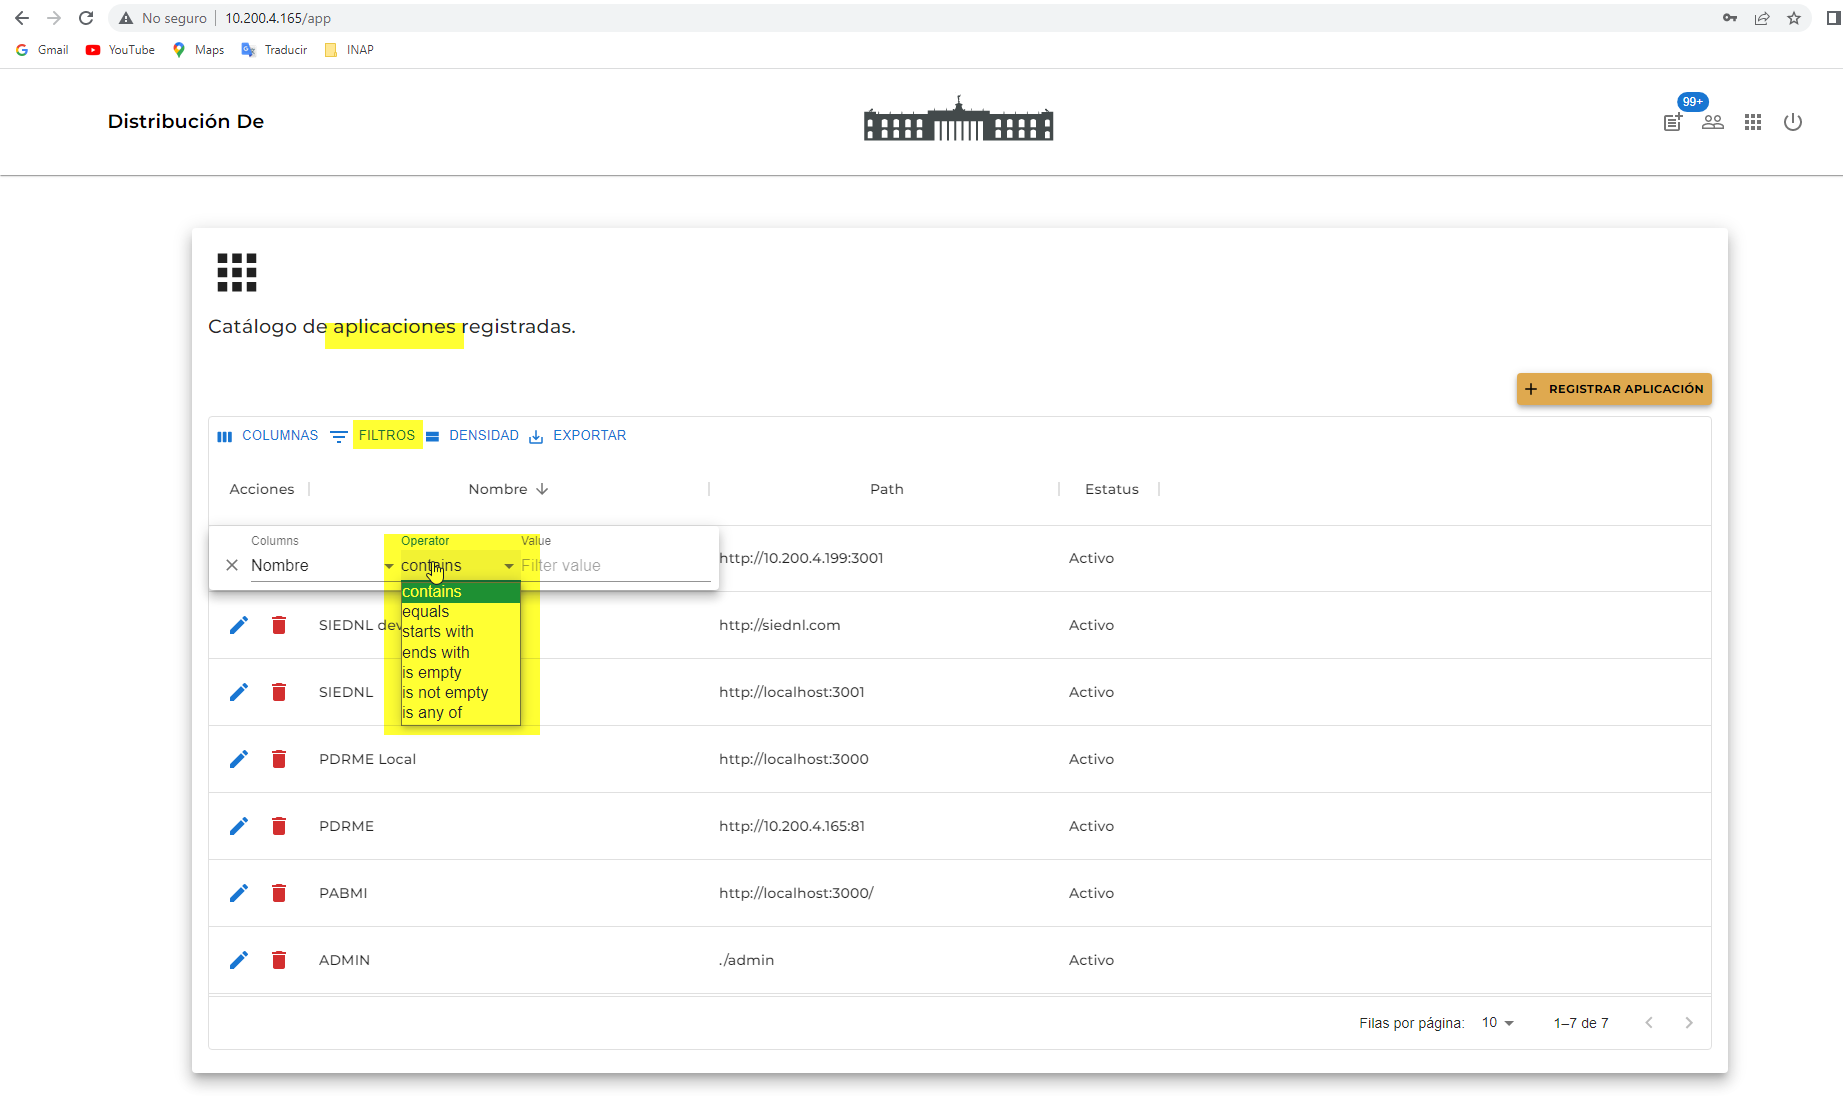 No seguro 10.200.4.165/app
Gmail YouTube Maps Traducir INAP
99+
Distribución De
Catálogo de aplicaciones registradas.
+ REGISTRAR APLICACIÓN
COLUMNAS FILTROS DENSIDAD EXPORTAR
Acciones Nombre Path Estatus
Columns Operator Value
Nombre contains Filter value
http://10.200.4.199:3001 Activo
contains
equals
starts with
ends with
is empty
is not empty
is any of
SIEDNL dev http://siednl.com Activo
SIEDNL http://localhost:3001 Activo
PDRME Local http://localhost:3000 Activo
PDRME http://10.200.4.165:81 Activo
PABMI http://localhost:3000/ Activo
ADMIN ./admin Activo
Filas por página: 10 1–7 de 7